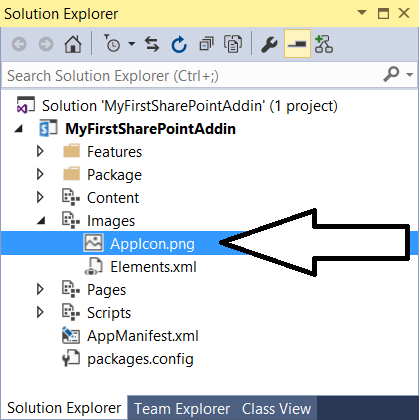 Solution Explorer
Search Solution Explorer (Ctrl+;)
Solution 'MyFirstSharePointAddin' (1 project)
MyFirstSharePointAddin
Features
Package
Content
Images
AppIcon.png
Elements.xml
Pages
Scripts
AppManifest.xml
packages.config
Solution Explorer Team Explorer Class View